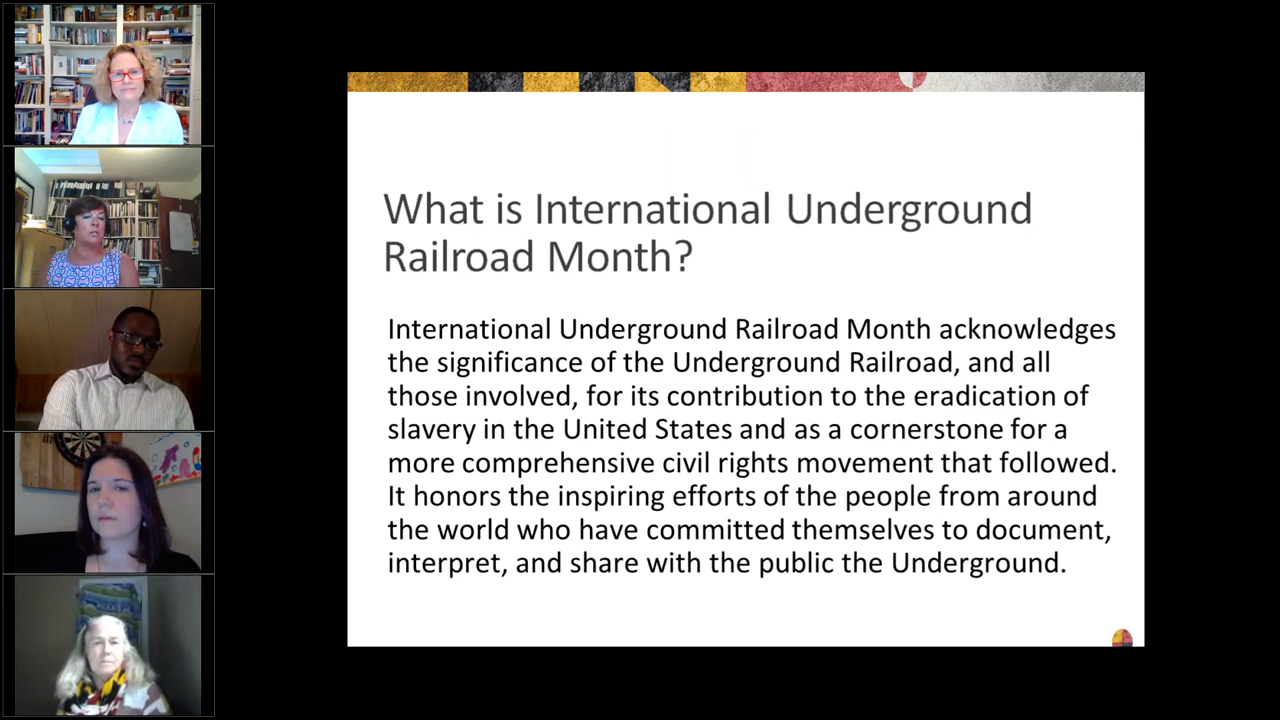 What is International Underground
Railroad Month?
International Underground Railroad Month acknowledges
the significance of the Underground Railroad, and all
those involved, for its contribution to the eradication of
slavery in the United States and as a cornerstone for a
more comprehensive civil rights movement that followed.
It honors the inspiring efforts of the people from around
the world who have committed themselves to document,
interpret, and share with the public the Underground.